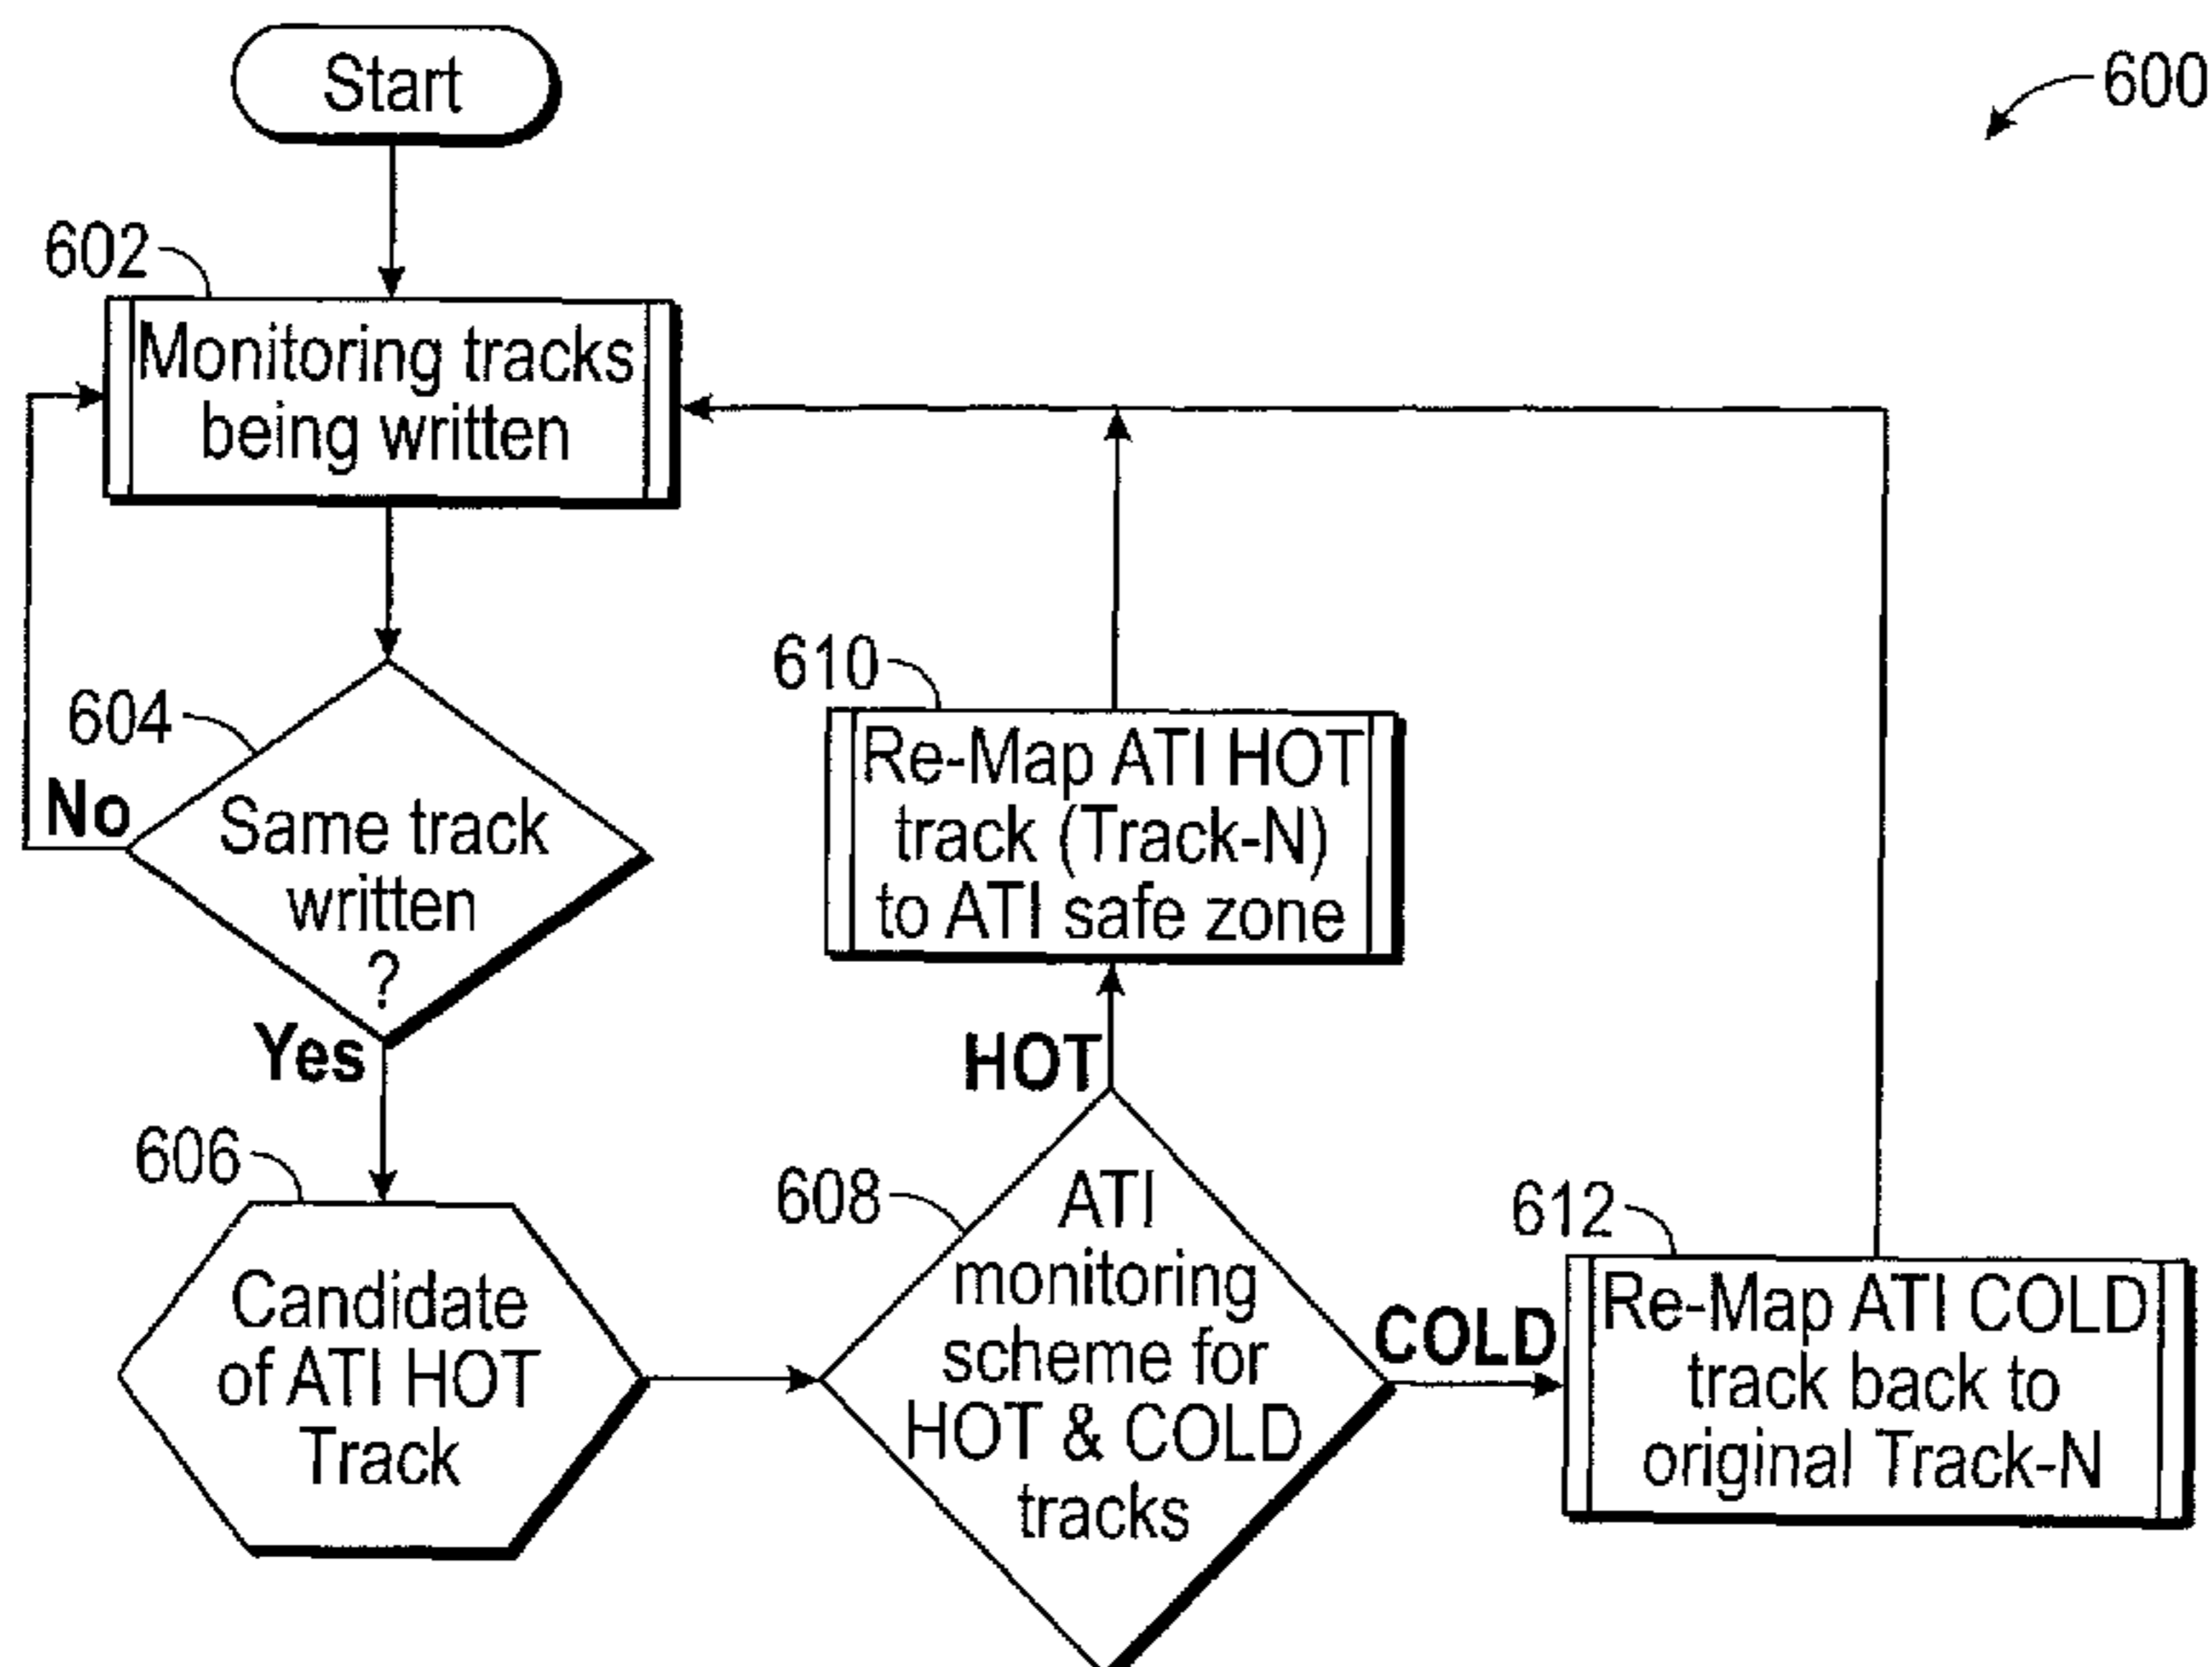 Start
600
602
Monitoring tracks
being written
604
No
Same track
written
?
Yes
610
Re-Map ATI HOT
track (Track-N)
to ATI safe zone
HOT
606
Candidate
of ATI HOT
Track
608
ATI
monitoring
scheme for
HOT & COLD
tracks
COLD
612
Re-Map ATI COLD
track back to
original Track-N